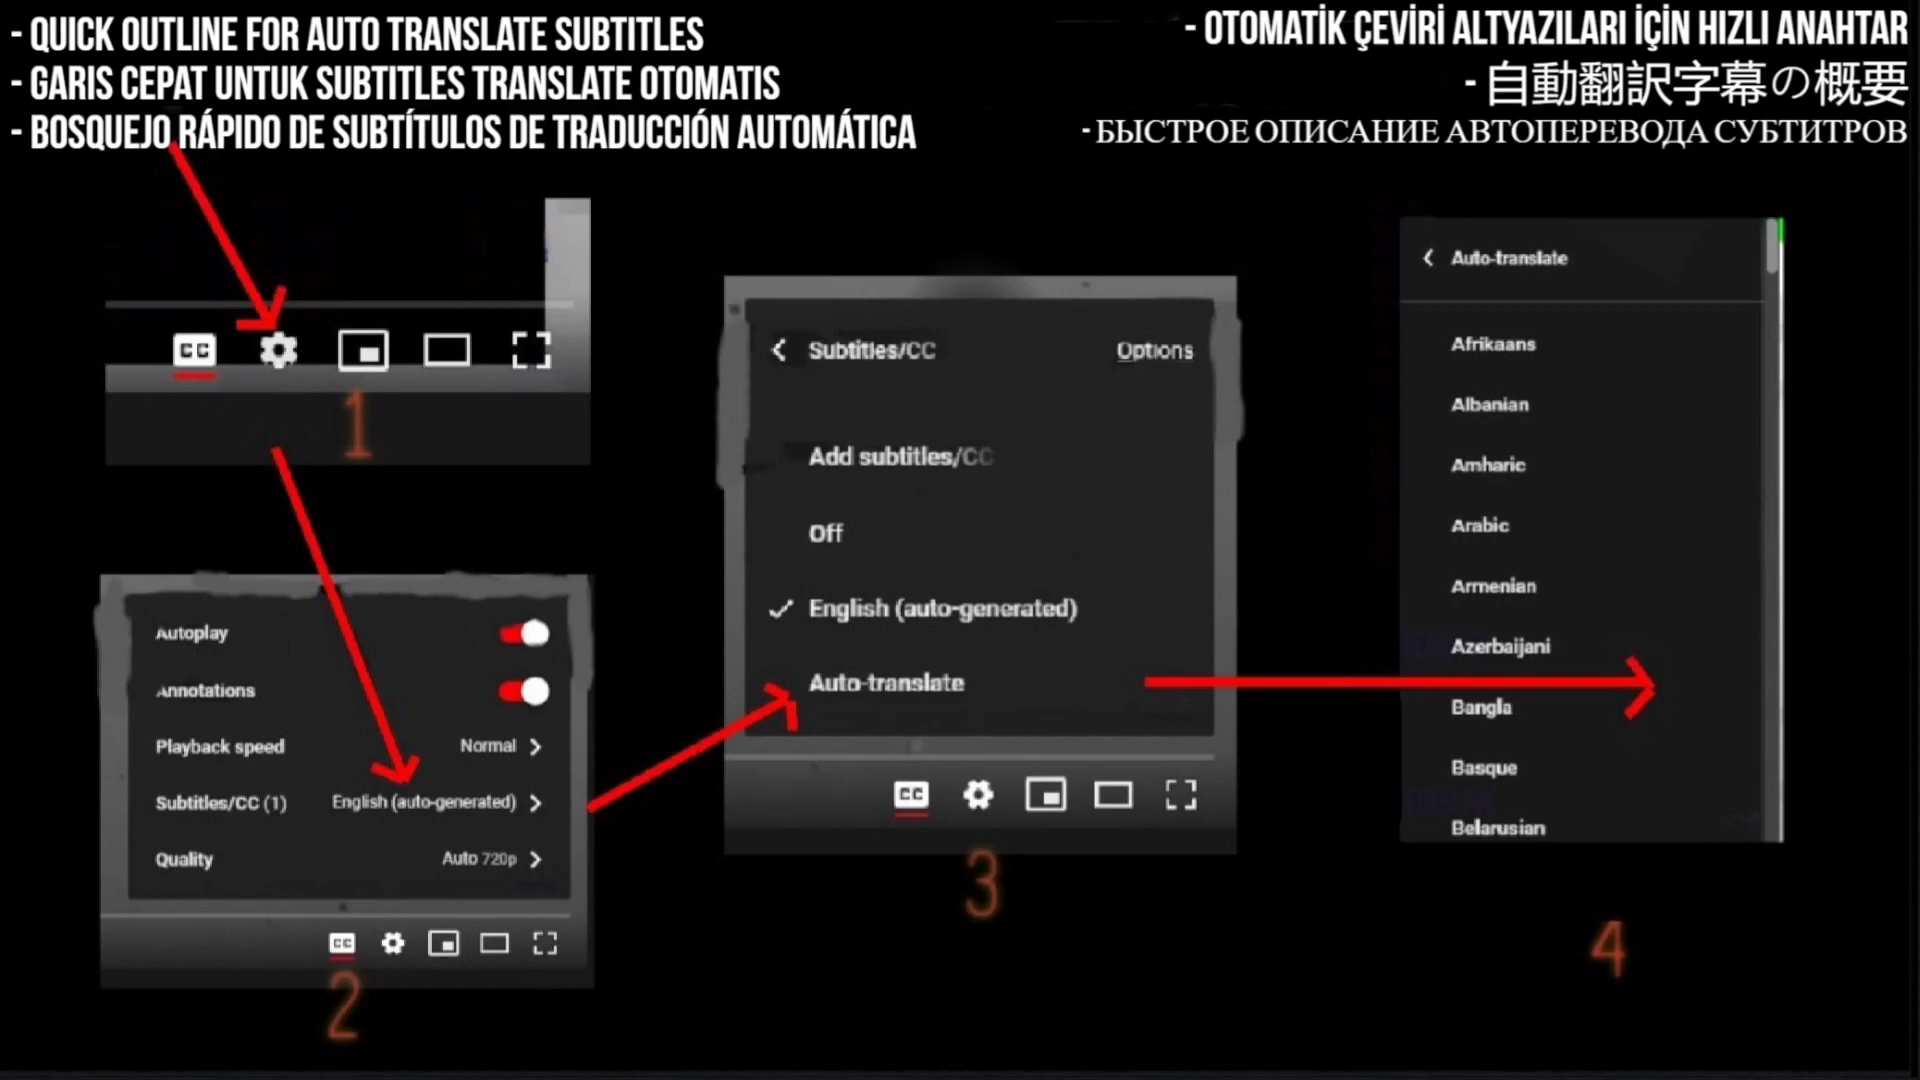 - QUICK OUTLINE FOR AUTO TRANSLATE SUBTITLES
- GARIS CEPAT UNTUK SUBTITLES TRANSLATE OTOMATIS
- BOSQUEJO RÁPIDO DE SUBTÍTULOS DE TRADUCCIÓN AUTOMÁTICA
- OTOMATİK ÇEVİRİ ALTYAZILARI İÇİN HIZLI ANAHTAR
- 自動翻訳字幕の概要
- БЫСТРОЕ ОПИСАНИЕ АВТОПЕРЕВОДА СУБТИТРОВ
CC
1
Autoplay
Annotations
Playback speed Normal
Subtitles/CC (1) English (auto-generated)
Quality Auto 720p
CC
2
Subtitles/CC Options
Add subtitles/CC
Off
English (auto-generated)
Auto-translate
CC
3
Auto-translate
Afrikaans
Albanian
Amharic
Arabic
Armenian
Azerbaijani
Bangla
Basque
Belarusian
4